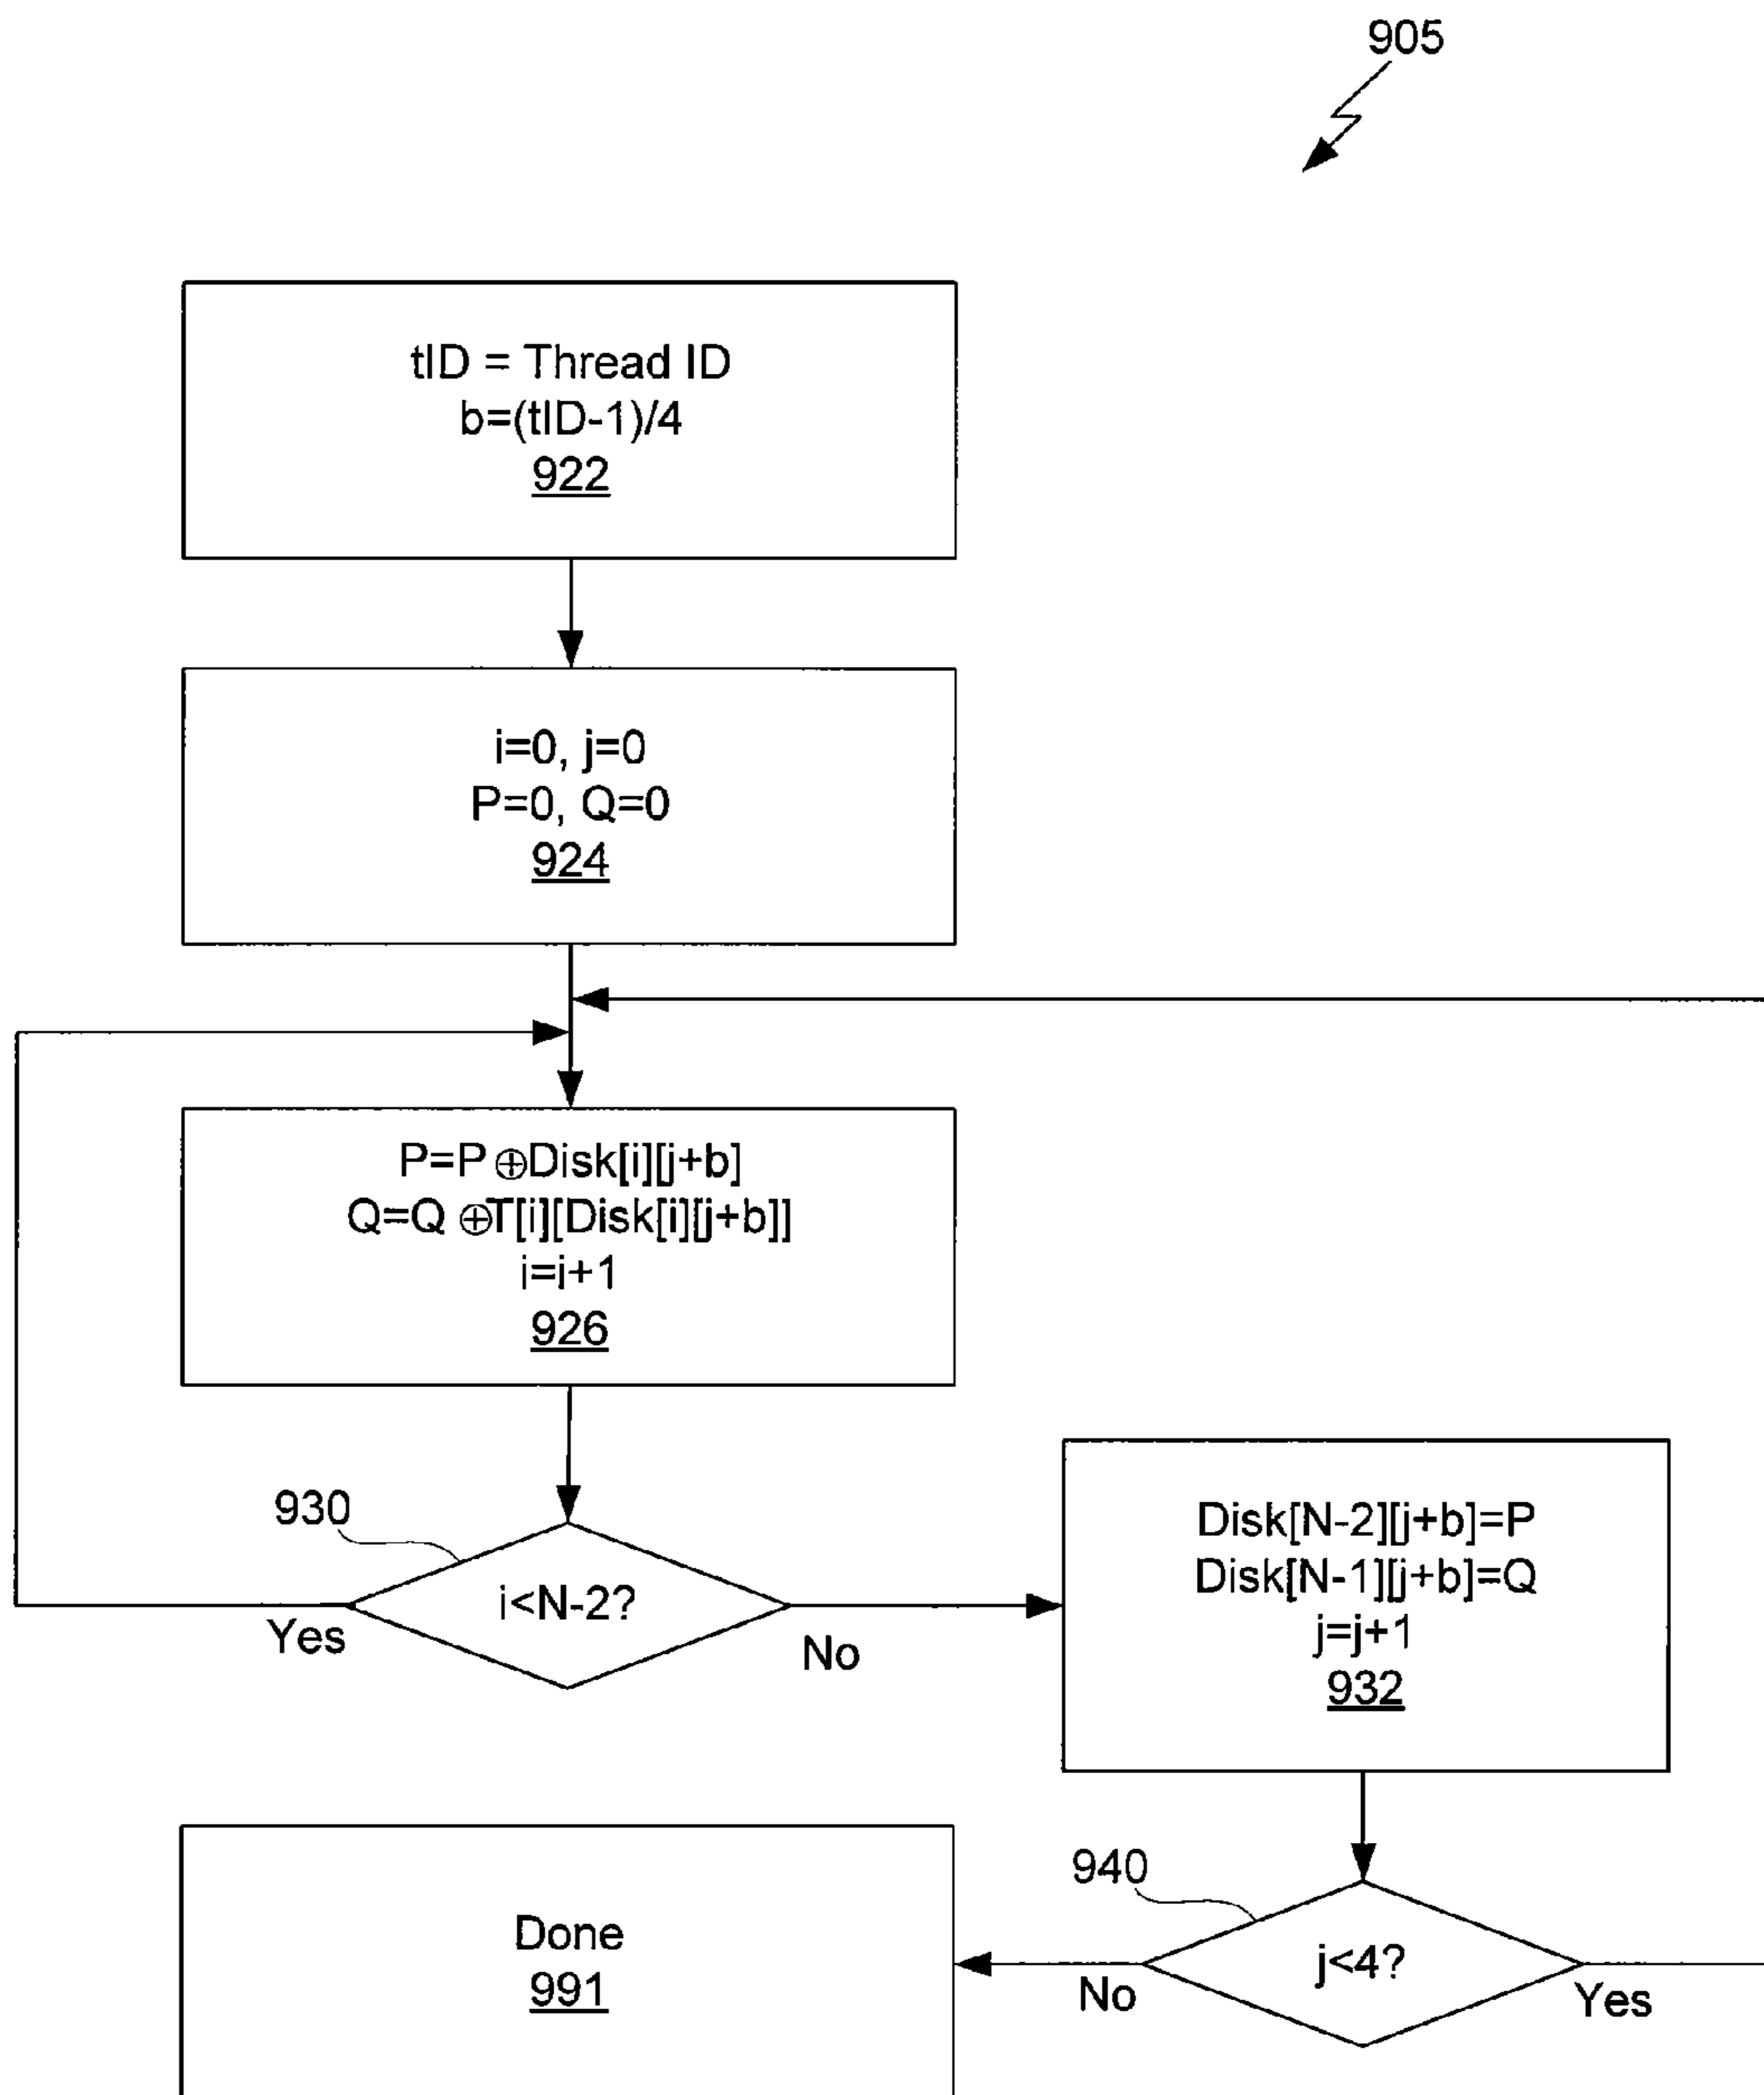 905
tID = Thread ID
b=(tID-1)/4
922
i=0, j=0
P=0, Q=0
924
P=P⊕Disk[i][j+b]
Q=Q⊕T[i][Disk[i][j+b]]
i=i+1
926
930
i<N-2?
Yes
No
Disk[N-2][j+b]=P
Disk[N-1][j+b]=Q
j=j+1
932
940
j<4?
No
Yes
Done
991